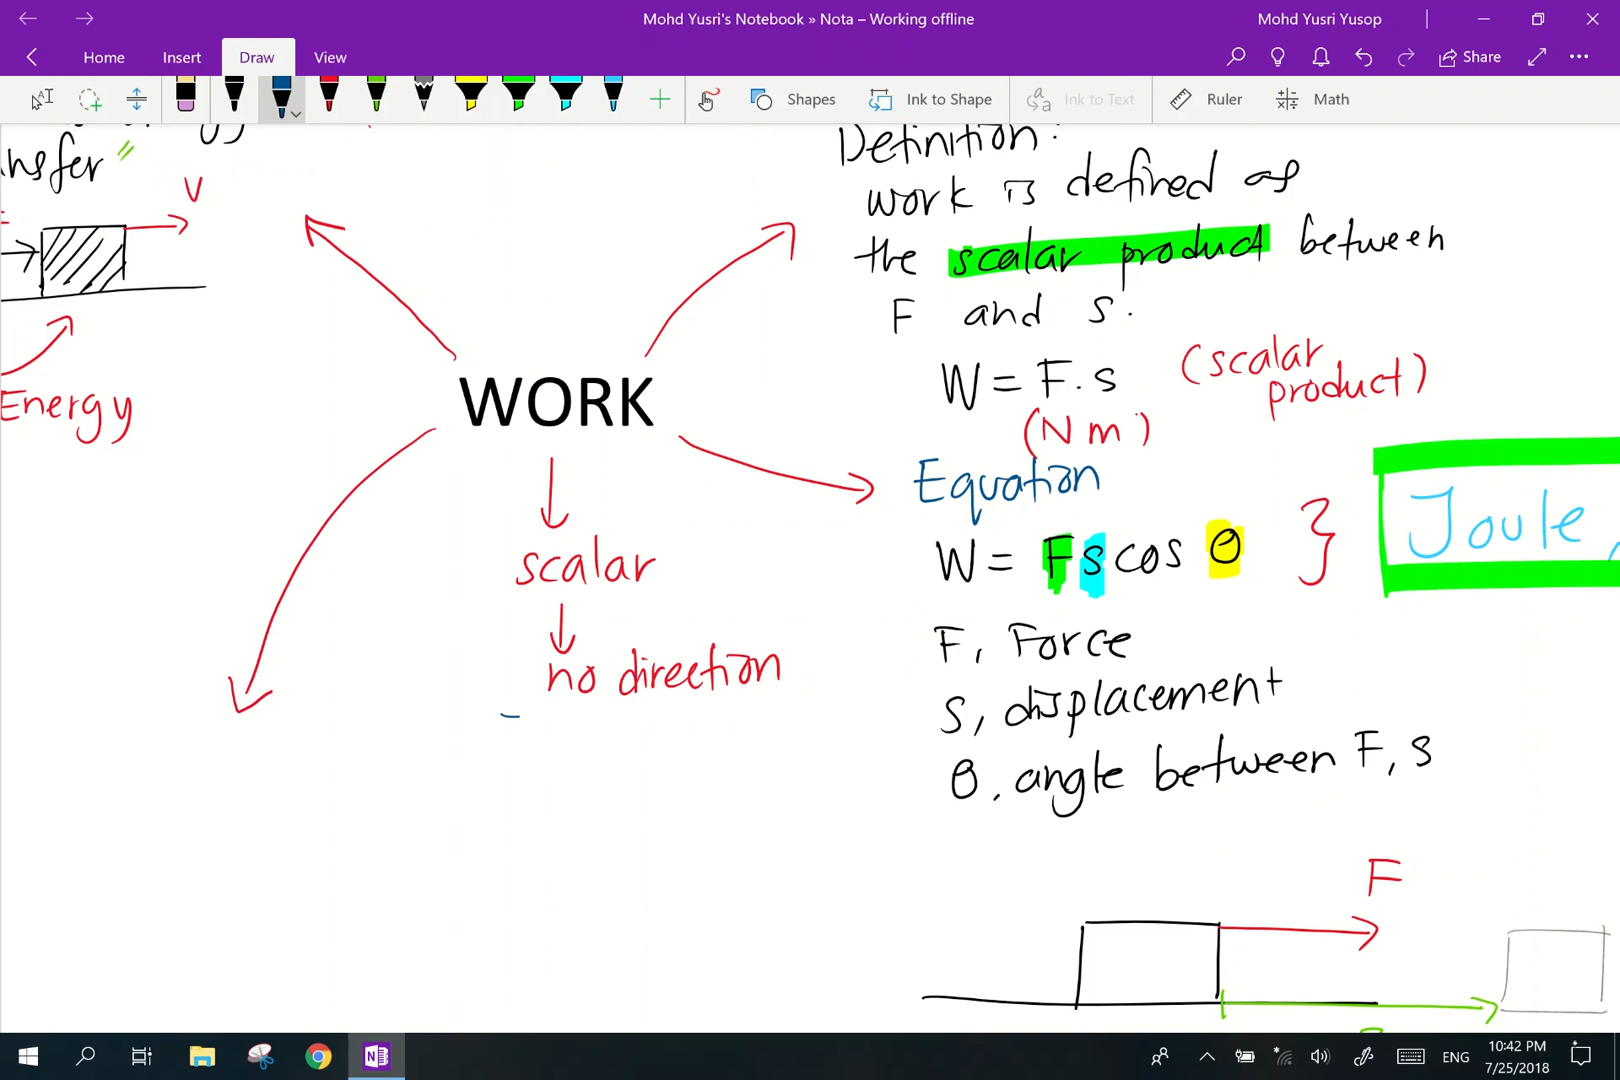 Mohd Yusri's Notebook » Nota – Working offline
Mohd Yusri Yusop
Home
Insert
Draw
View
Share
Shapes
Ink to Shape
Ink to Text
Ruler
Math
nsfer "
V
Energy
WORK
scalar
no direction
Definition:
work is defined as
the scalar product between
F and s.
W = F. s (scalar
product)
(N m)
Equation
W = F s cos θ } Joule,
F, Force
s, displacement
θ, angle between F, s
F
ENG
10:42 PM
7/25/2018